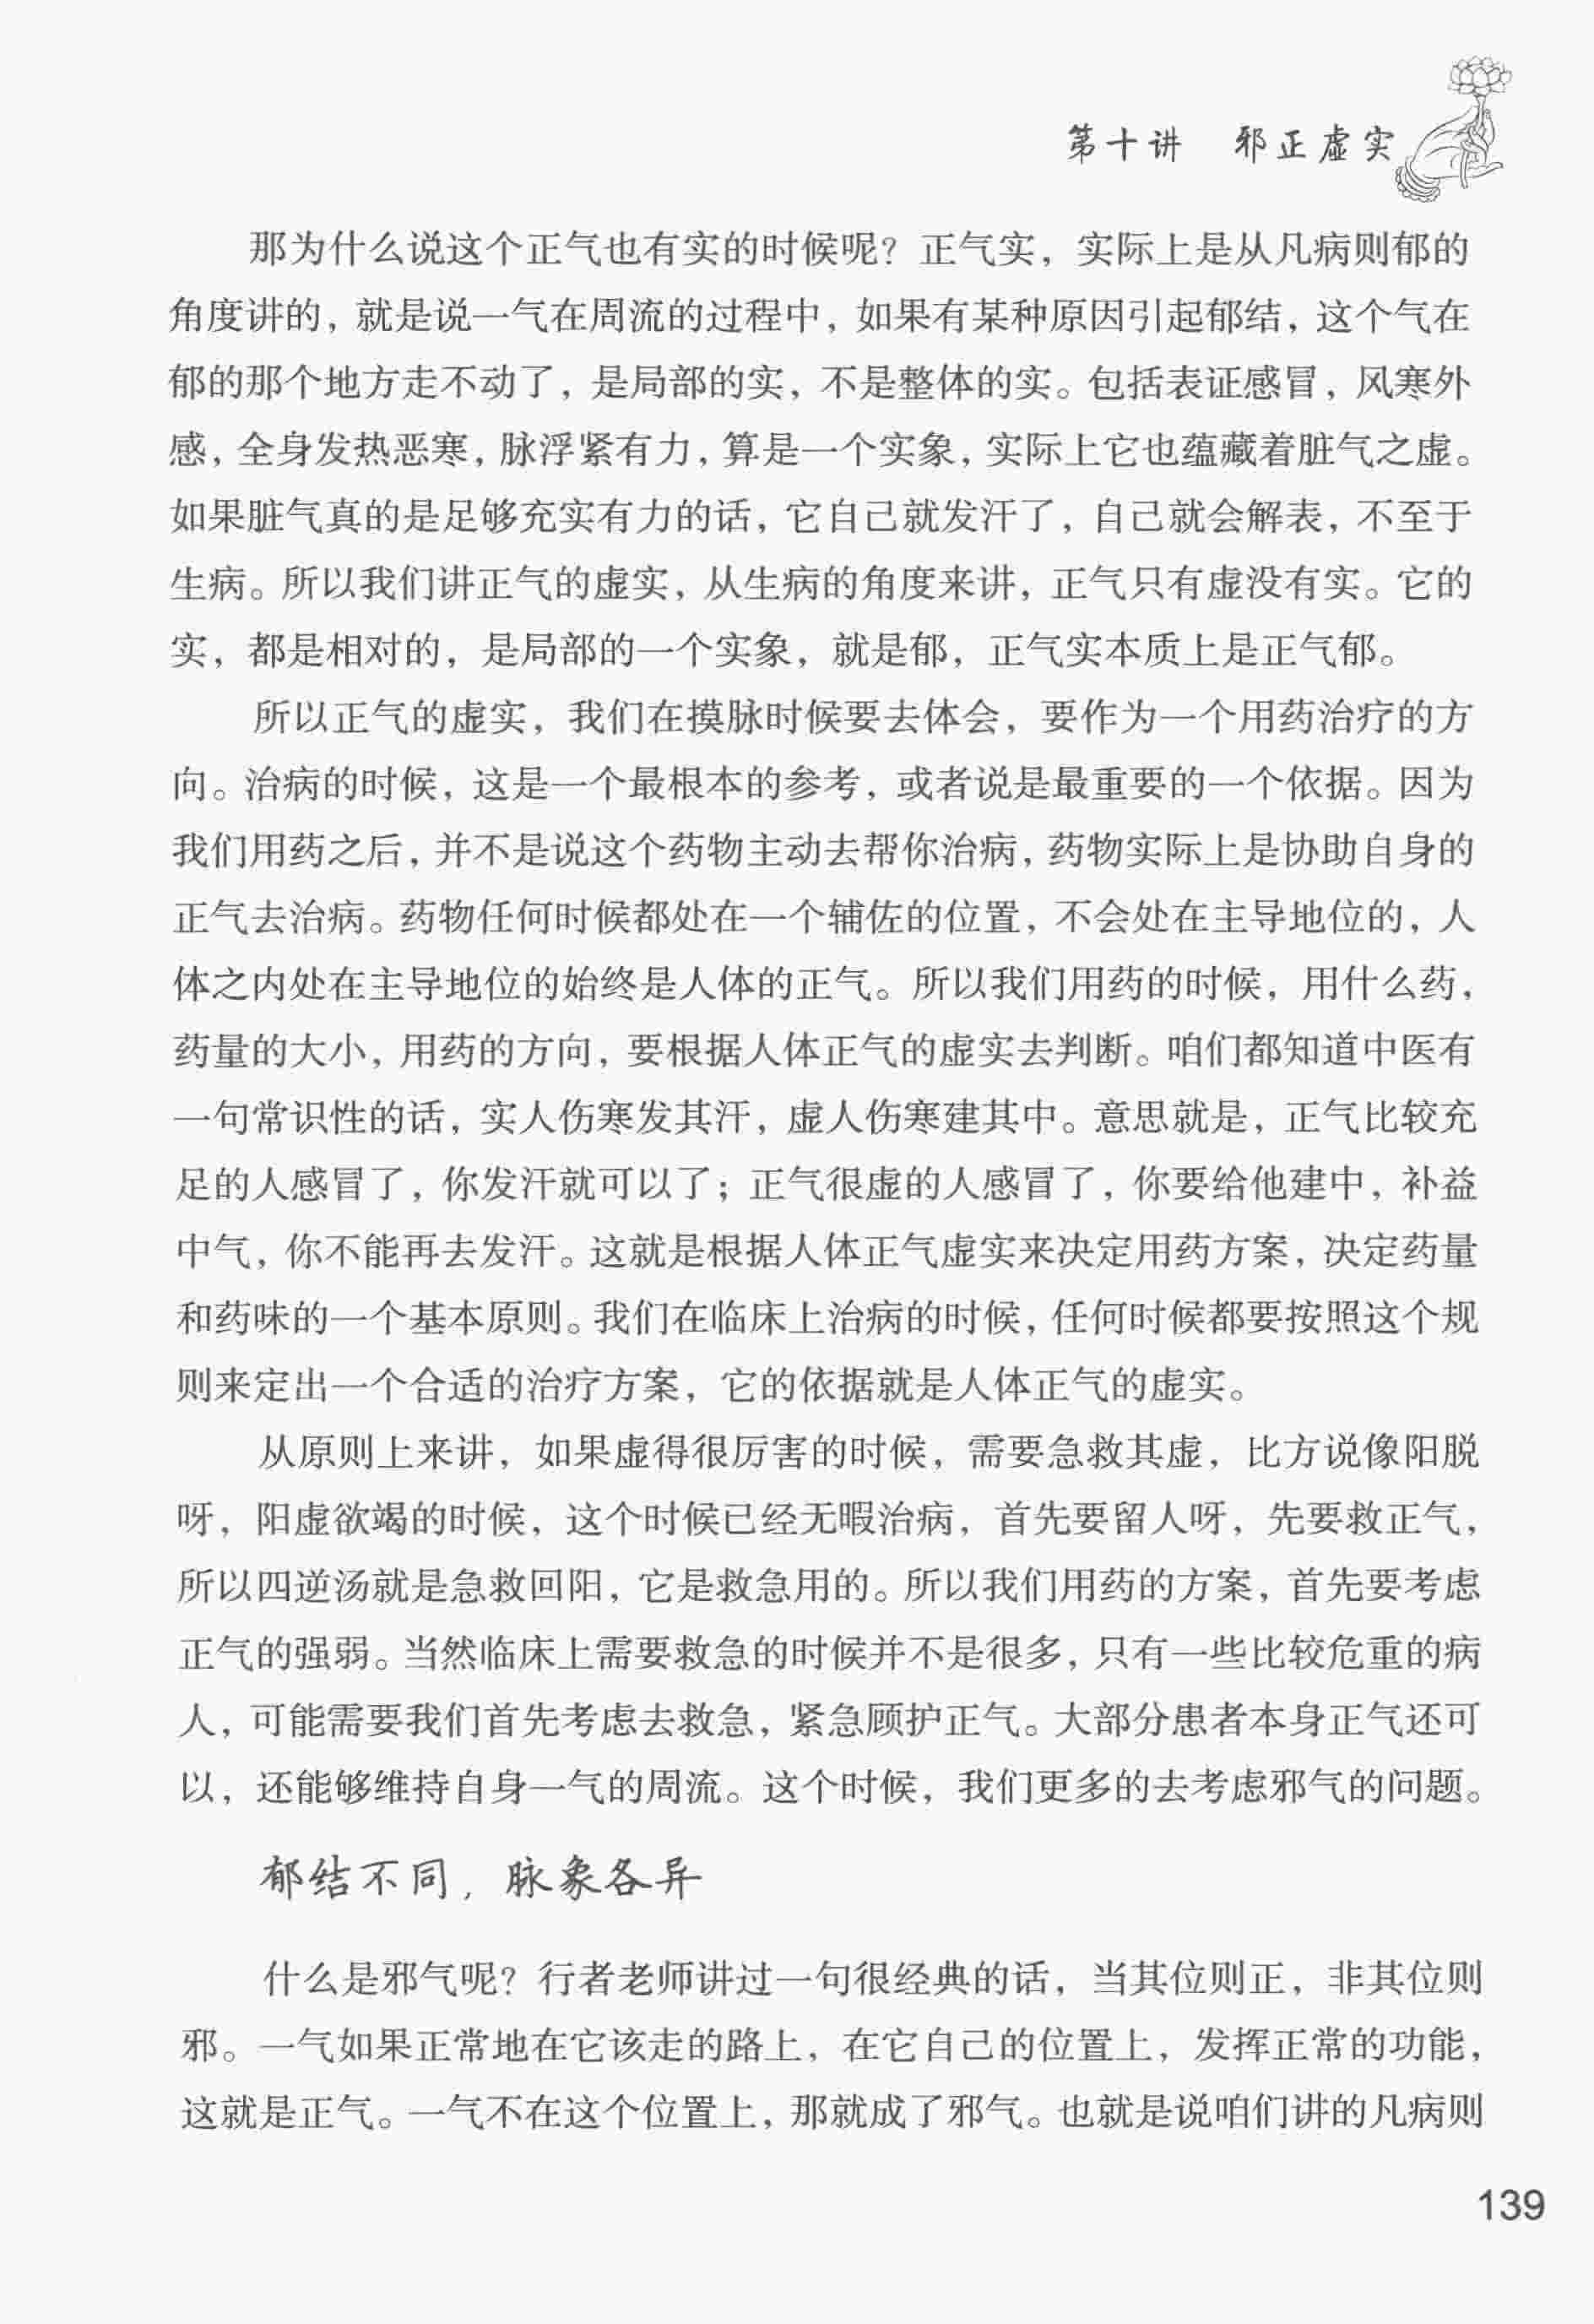 第十讲 邪正虚实
那为什么说这个正气也有实的时候呢？正气实，实际上是从凡病则郁的
角度讲的，就是说一气在周流的过程中，如果有某种原因引起郁结，这个气在
郁的那个地方走不动了，是局部的实，不是整体的实。包括表证感冒，风寒外
感，全身发热恶寒，脉浮紧有力，算是一个实象，实际上它也蕴藏着脏气之虚。
如果脏气真的是足够充实有力的话，它自己就发汗了，自己就会解表，不至于
生病。所以我们讲正气的虚实，从生病的角度来讲，正气只有虚没有实。它的
实，都是相对的，是局部的一个实象，就是郁，正气实本质上是正气郁。
所以正气的虚实，我们在摸脉时候要去体会，要作为一个用药治疗的方
向。治病的时候，这是一个最根本的参考，或者说是最重要的一个依据。因为
我们用药之后，并不是说这个药物主动去帮你治病，药物实际上是协助自身的
正气去治病。药物任何时候都处在一个辅佐的位置，不会处在主导地位的，人
体之内处在主导地位的始终是人体的正气。所以我们用药的时候，用什么药，
药量的大小，用药的方向，要根据人体正气的虚实去判断。咱们都知道中医有
一句常识性的话，实人伤寒发其汗，虚人伤寒建其中。意思就是，正气比较充
足的人感冒了，你发汗就可以了；正气很虚的人感冒了，你要给他建中，补益
中气，你不能再去发汗。这就是根据人体正气虚实来决定用药方案，决定药量
和药味的一个基本原则。我们在临床上治病的时候，任何时候都要按照这个规
则来定出一个合适的治疗方案，它的依据就是人体正气的虚实。
从原则上来讲，如果虚得很厉害的时候，需要急救其虚，比方说像阳脱
呀，阳虚欲竭的时候，这个时候已经无暇治病，首先要留人呀，先要救正气，
所以四逆汤就是急救回阳，它是救急用的。所以我们用药的方案，首先要考虑
正气的强弱。当然临床上需要救急的时候并不是很多，只有一些比较危重的病
人，可能需要我们首先考虑去救急，紧急顾护正气。大部分患者本身正气还可
以，还能够维持自身一气的周流。这个时候，我们更多的去考虑邪气的问题。
郁结不同，脉象各异
什么是邪气呢？行者老师讲过一句很经典的话，当其位则正，非其位则
邪。一气如果正常地在它该走的路上，在它自己的位置上，发挥正常的功能，
这就是正气。一气不在这个位置上，那就成了邪气。也就是说咱们讲的凡病则
139